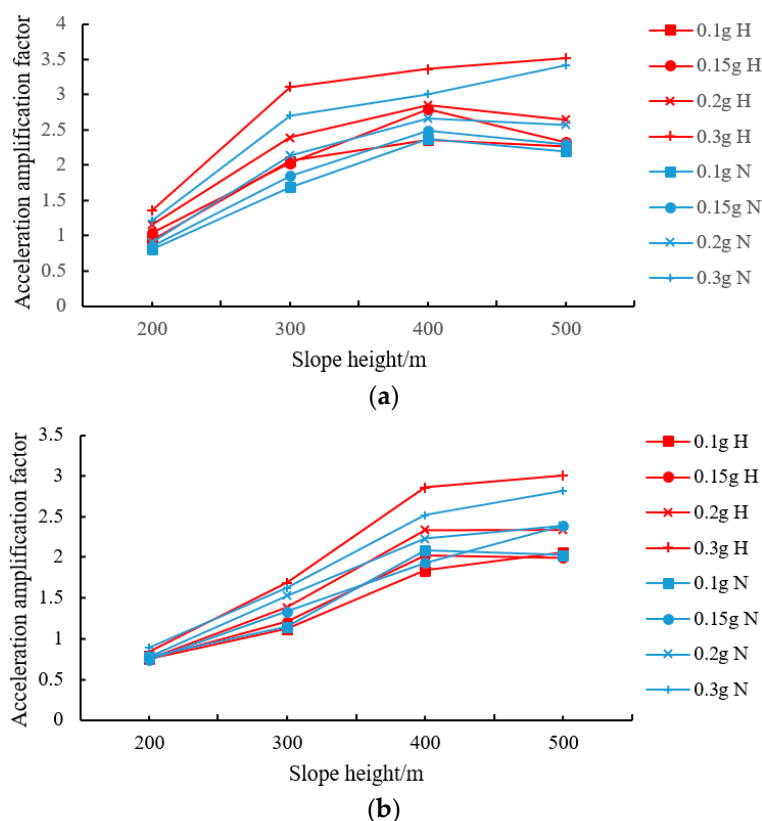 (a)
Acceleration amplification factor
4
3.5
3
2.5
2
1.5
1
0.5
0
200 300 400 500
Slope height/m
0.1g H
0.15g H
0.2g H
0.3g H
0.1g N
0.15g N
0.2g N
0.3g N
(a)
Acceleration amplification factor
3.5
3
2.5
2
1.5
1
0.5
0
200 300 400 500
Slope height/m
0.1g H
0.15g H
0.2g H
0.3g H
0.1g N
0.15g N
0.2g N
0.3g N
(b)